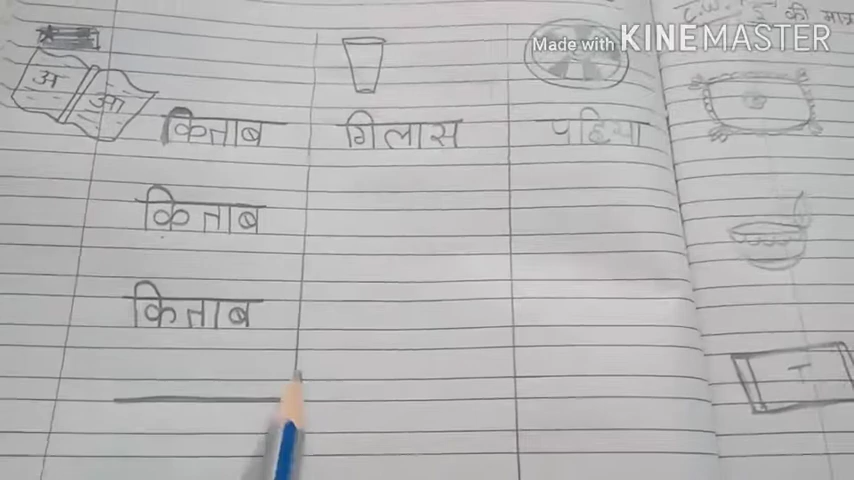 Made with KINEMASTER
C.W. इ की मात्रा
अ
आ
किताब गिलास पहिया
किताब
किताब